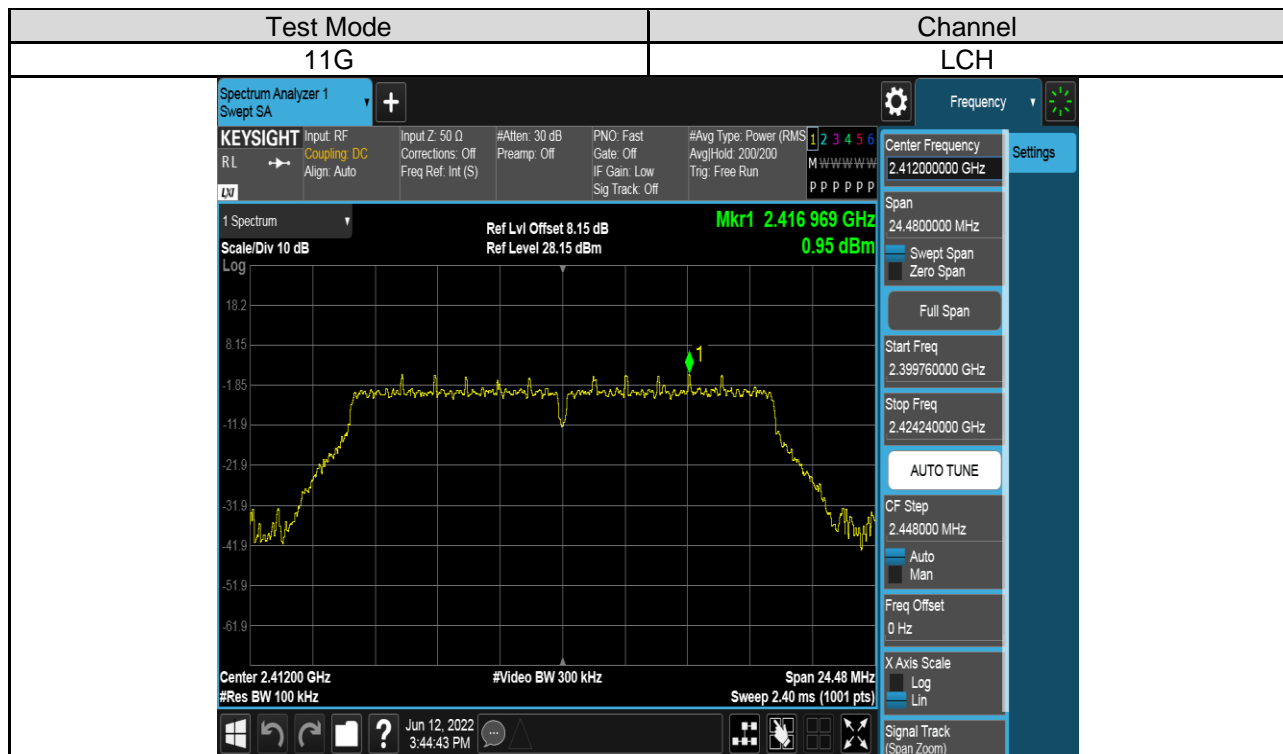 Test Mode Channel
11G LCH
Spectrum Analyzer 1
Swept SA
+
Frequency
KEYSIGHT Input: RF Input Z: 50 Ω #Atten: 30 dB PNO: Fast #Avg Type: Power (RMS 1 2 3 4 5 6
R L Coupling: DC Corrections: Off Preamp: Off Gate: Off Avg|Hold: 200/200 M W W W W W
Align: Auto Freq Ref: Int (S) IF Gain: Low Trig: Free Run
LXI Sig Track: Off P P P P P P
Center Frequency
2.412000000 GHz
Settings
Span
24.4800000 MHz
Swept Span
Zero Span
Full Span
Start Freq
2.399760000 GHz
Stop Freq
2.424240000 GHz
AUTO TUNE
CF Step
2.448000 MHz
Auto
Man
Freq Offset
0 Hz
X Axis Scale
Log
Lin
Signal Track
(Span Zoom)
1 Spectrum
Ref Lvl Offset 8.15 dB
Mkr1 2.416 969 GHz
Scale/Div 10 dB Ref Level 28.15 dBm 0.95 dBm
Log
18.2
8.15
1
-1.85
-11.9
-21.9
-31.9
-41.9
-51.9
-61.9
Center 2.41200 GHz #Video BW 300 kHz Span 24.48 MHz
#Res BW 100 kHz Sweep 2.40 ms (1001 pts)
? Jun 12, 2022
3:44:43 PM